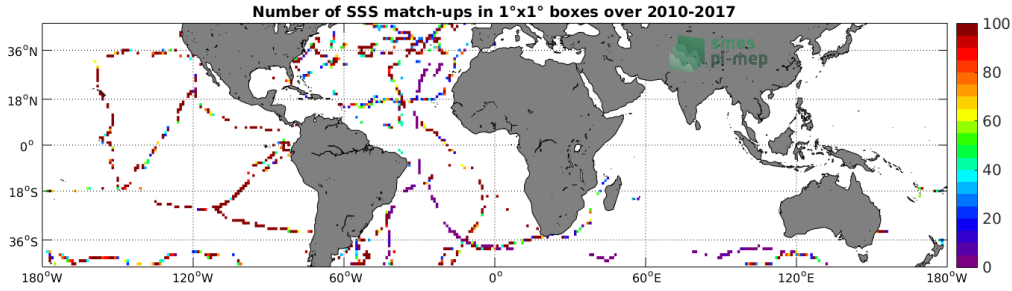 Number of SSS match-ups in 1°x1° boxes over 2010-2017
smos
pi-mep
36°N
18°N
0°
18°S
36°S
180°W
120°W
60°W
0°
60°E
120°E
180°W
100
80
60
40
20
0